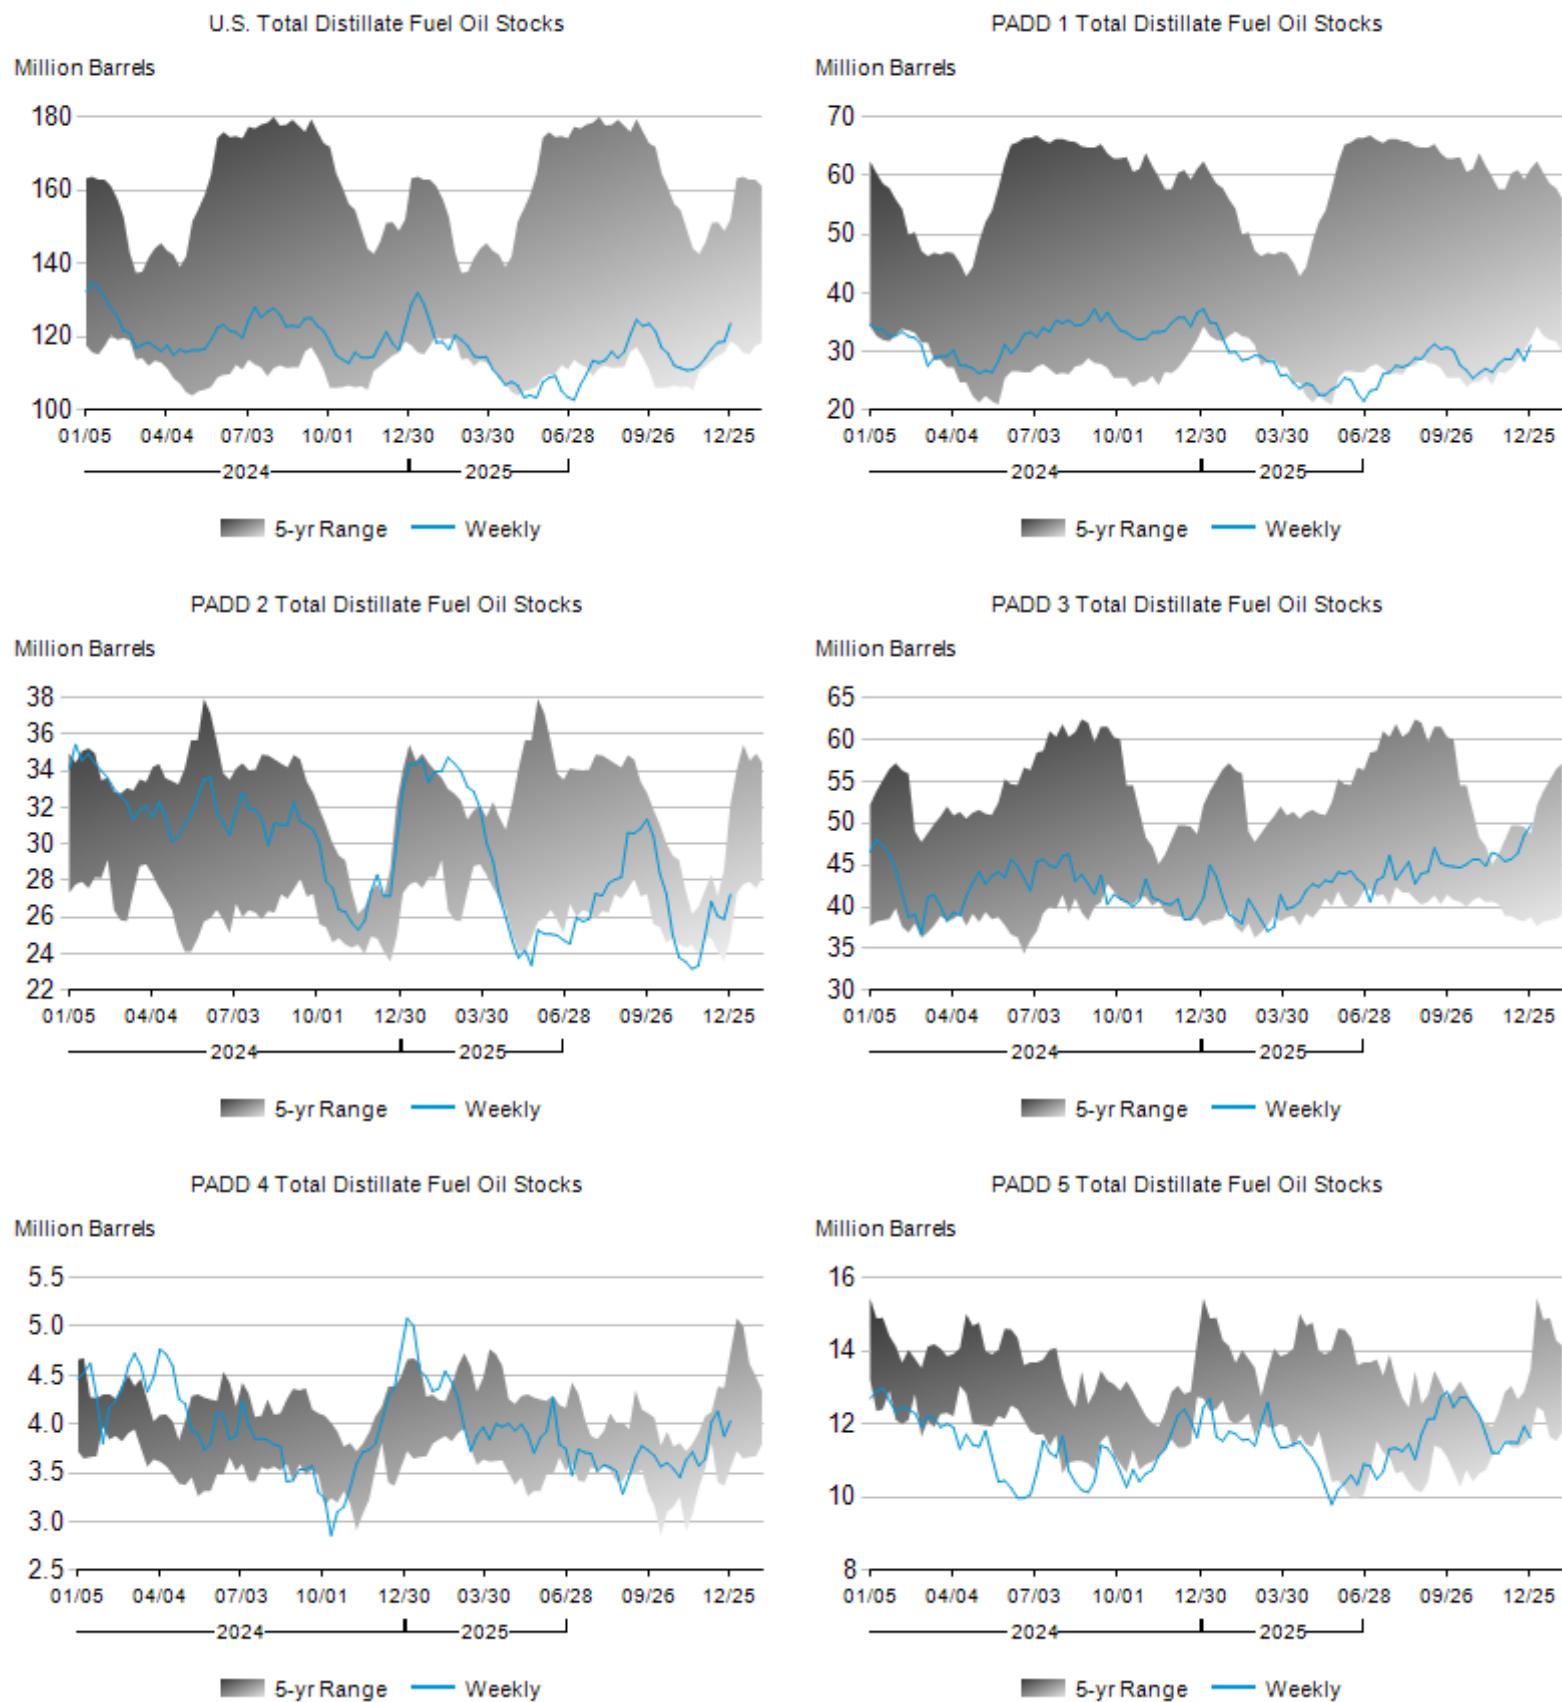 U.S. Total Distillate Fuel Oil Stocks
Million Barrels
180
160
140
120
100
01/05 04/04 07/03 10/01 12/30 03/30 06/28 09/26 12/25
2024 2025
5-yr Range Weekly
PADD 1 Total Distillate Fuel Oil Stocks
Million Barrels
70
60
50
40
30
20
01/05 04/04 07/03 10/01 12/30 03/30 06/28 09/26 12/25
2024 2025
5-yr Range Weekly
PADD 2 Total Distillate Fuel Oil Stocks
Million Barrels
38
36
34
32
30
28
26
24
22
01/05 04/04 07/03 10/01 12/30 03/30 06/28 09/26 12/25
2024 2025
5-yr Range Weekly
PADD 3 Total Distillate Fuel Oil Stocks
Million Barrels
65
60
55
50
45
40
35
30
01/05 04/04 07/03 10/01 12/30 03/30 06/28 09/26 12/25
2024 2025
5-yr Range Weekly
PADD 4 Total Distillate Fuel Oil Stocks
Million Barrels
5.5
5.0
4.5
4.0
3.5
3.0
2.5
01/05 04/04 07/03 10/01 12/30 03/30 06/28 09/26 12/25
2024 2025
5-yr Range Weekly
PADD 5 Total Distillate Fuel Oil Stocks
Million Barrels
16
14
12
10
8
01/05 04/04 07/03 10/01 12/30 03/30 06/28 09/26 12/25
2024 2025
5-yr Range Weekly